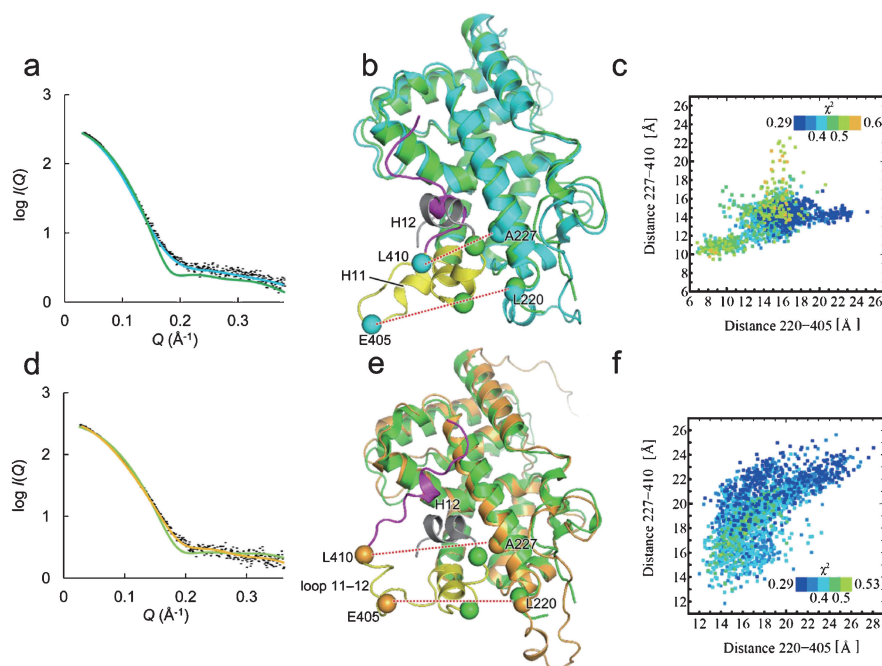 a
3
2
1
0
0
0.1
0.2
0.3
log I(Q)
Q (Å-1)
b
H12
A227
L410
H11
L220
E405
c
26
24
22
20
18
16
14
12
10
8
6
6 8 10 12 14 16 18 20 22 24 26
Distance 227−410 [Å]
Distance 220−405 [Å]
χ2
0.29 0.6
0.4 0.5
d
3
2
1
0
0
0.1
0.2
0.3
log I(Q)
Q (Å-1)
e
H12
L410
A227
loop 11–12
E405
L220
f
26
24
22
20
18
16
14
12
12 14 16 18 20 22 24 26 28
Distance 227−410 [Å]
Distance 220−405 [Å]
χ2
0.29 0.53
0.4 0.5